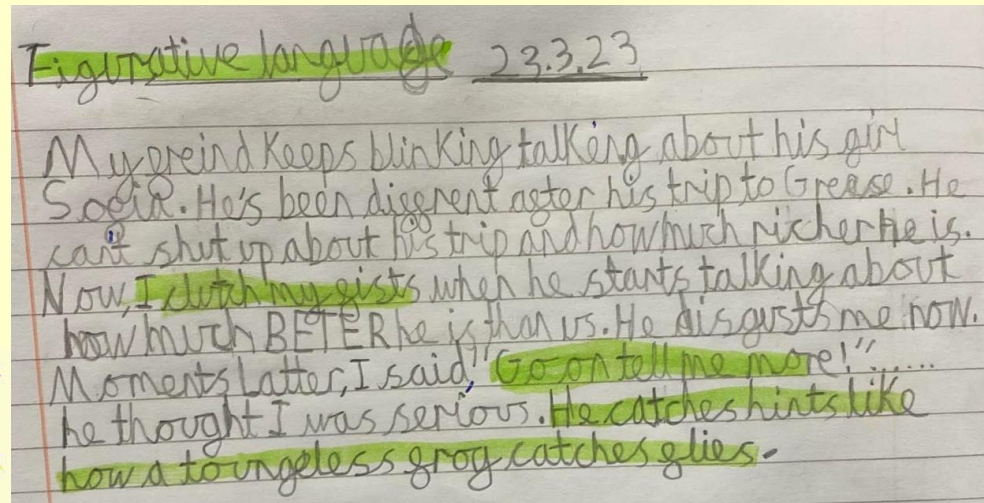 Figurative language 23.3.23
My freind Keeps blinking talking about his girl
Sofie. He's been diffrent after his trip to Grease. He
can't shut up about his trip and how much richer He is.
Now, I clutch my fists when he starts talking about
how much BETER he is than us. He disgusts me now.
Moments Latter, I said, "Go on tell me more!"......
he thought I was serious. He catches hints like
how a toungeless frog catches flies.